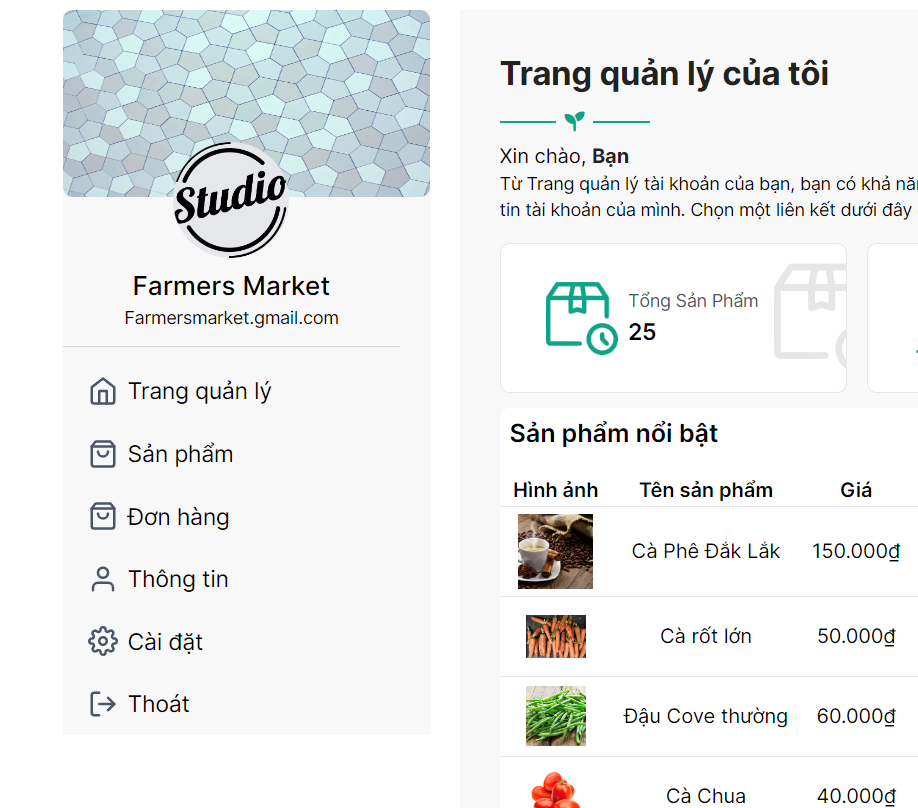 Studio
Farmers Market
Farmersmarket.gmail.com
Trang quản lý
Sản phẩm
Đơn hàng
Thông tin
Cài đặt
Thoát
Trang quản lý của tôi
Xin chào, Bạn
Từ Trang quản lý tài khoản của bạn, bạn có khả
tin tài khoản của mình. Chọn một liên kết dưới đây
Tổng Sản Phẩm
25
Sản phẩm nổi bật
Hình ảnh Tên sản phẩm Giá
Cà Phê Đắk Lắk 150.000₫
Cà rốt lớn 50.000₫
Đậu Cove thường 60.000₫
Cà Chua 40.000₫